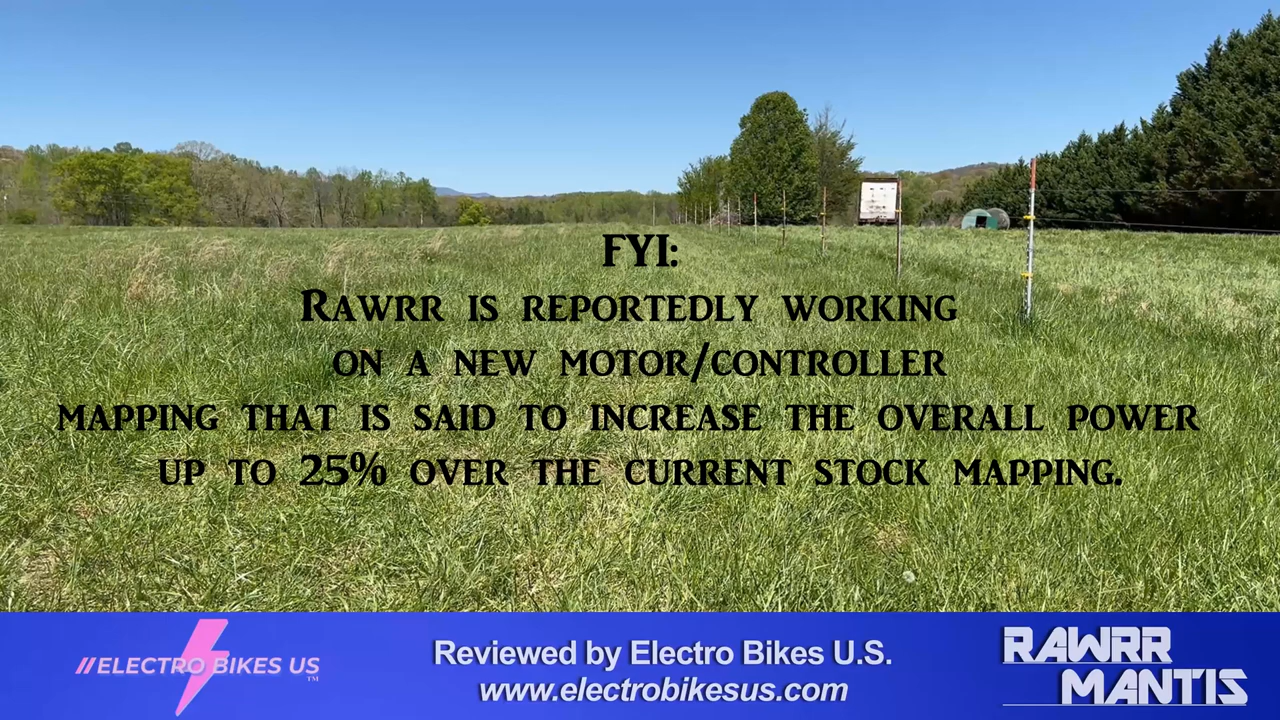 FYI:
Rawrr is reportedly working
on a new motor/controller
mapping that is said to increase the overall power
up to 25% over the current stock mapping.
//ELECTRO BIKES US
TM
Reviewed by Electro Bikes U.S.
www.electrobikesus.com
RAWRR
MANTIS